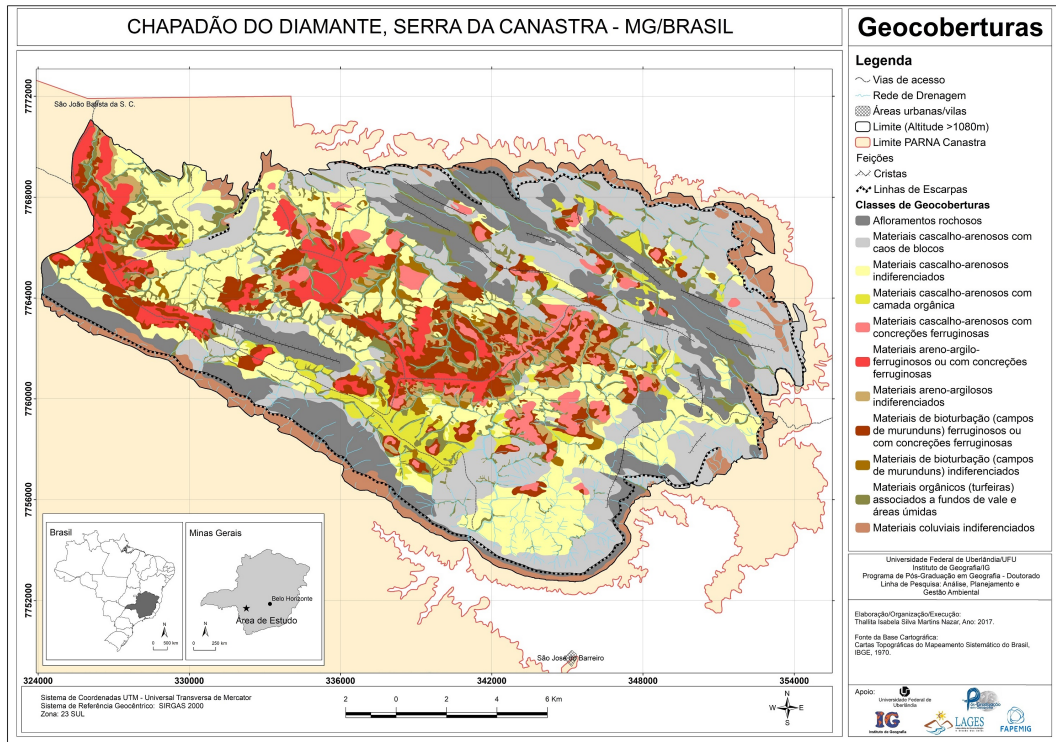 CHAPADÃO DO DIAMANTE, SERRA DA CANASTRA - MG/BRASIL
Geocoberturas
Legenda
Vias de acesso
Rede de Drenagem
Áreas urbanas/vilas
Limite (Altitude >1080m)
Limite PARNA Canastra
Feições
Cristas
Linhas de Escarpas
Classes de Geocoberturas
Afloramentos rochosos
Materiais cascalho-arenosos com
caos de blocos
Materiais cascalho-arenosos
indiferenciados
Materiais cascalho-arenosos com
camada orgânica
Materiais cascalho-arenosos com
concreções ferruginosas
Materiais areno-argilo-
ferruginosos ou com concreções
ferruginosas
Materiais areno-argilosos
indiferenciados
Materiais de bioturbação (campos
de murunduns) ferruginosos ou
com concreções ferruginosas
Materiais de bioturbação (campos
de murunduns) indiferenciados
Materiais orgânicos (turfeiras)
associados a fundos de vale e
áreas úmidas
Materiais coluviais indiferenciados
Universidade Federal de Uberlândia/UFU
Instituto de Geografia/IG
Programa de Pós-Graduação em Geografia - Doutorado
Linha de Pesquisa: Análise, Planejamento e
Gestão Ambiental
Elaboração/Organização/Execução:
Thallita Isabela Silva Martins Nazar, Ano: 2017.
Fonte da Base Cartográfica:
Cartas Topográficas do Mapeamento Sistemático do Brasil,
IBGE, 1970.
Apoio:
Universidade Federal de
Uberlândia
Pós-Graduação
IG
Instituto de Geografia
LAGES
FAPEMIG
São João Batista da S. C.
7772000
7768000
7764000
7760000
7756000
7752000
Brasil
N
0 500 km
Minas Gerais
Belo Horizonte
Área de Estudo
N
0 250 km
São José do Barreiro
324000 330000 336000 342000 348000 354000
Sistema de Coordenadas UTM - Universal Transversa de Mercator
Sistema de Referência Geocêntrico: SIRGAS 2000
Zona: 23 SUL
2 0 2 4 6 Km
N
W E
S